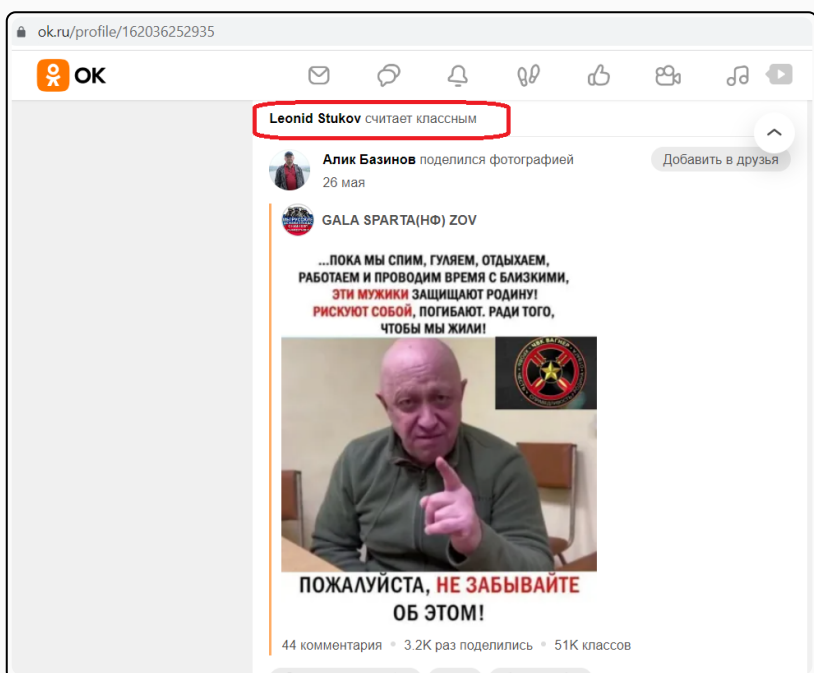 ok.ru/profile/162036252935
OK
Leonid Stukov считает классным
Алик Базинов поделился фотографией
Добавить в друзья
26 мая
GALA SPARTA(НФ) ZOV
...ПОКА МЫ СПИМ, ГУЛЯЕМ, ОТДЫХАЕМ,
РАБОТАЕМ И ПРОВОДИМ ВРЕМЯ С БЛИЗКИМИ,
ЭТИ МУЖИКИ ЗАЩИЩАЮТ РОДИНУ!
РИСКУЮТ СОБОЙ, ПОГИБАЮТ. РАДИ ТОГО,
ЧТОБЫ МЫ ЖИЛИ!
ЧВК ВАГНЕР
ПОЖАЛУЙСТА, НЕ ЗАБЫВАЙТЕ
ОБ ЭТОМ!
44 комментария • 3.2K раз поделились • 51K классов